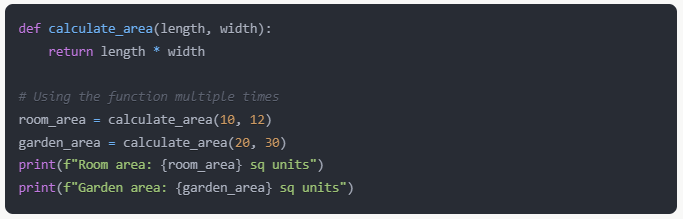 def calculate_area(length, width):
    return length * width

# Using the function multiple times
room_area = calculate_area(10, 12)
garden_area = calculate_area(20, 30)
print(f"Room area: {room_area} sq units")
print(f"Garden area: {garden_area} sq units")